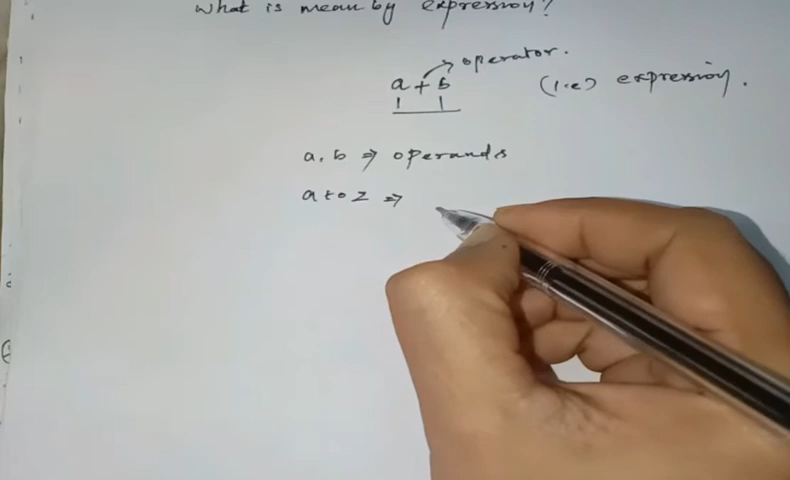 What is mean by expression?
operator.
a + b (i.e) expression.
a, b ⇒ operands
a to z ⇒